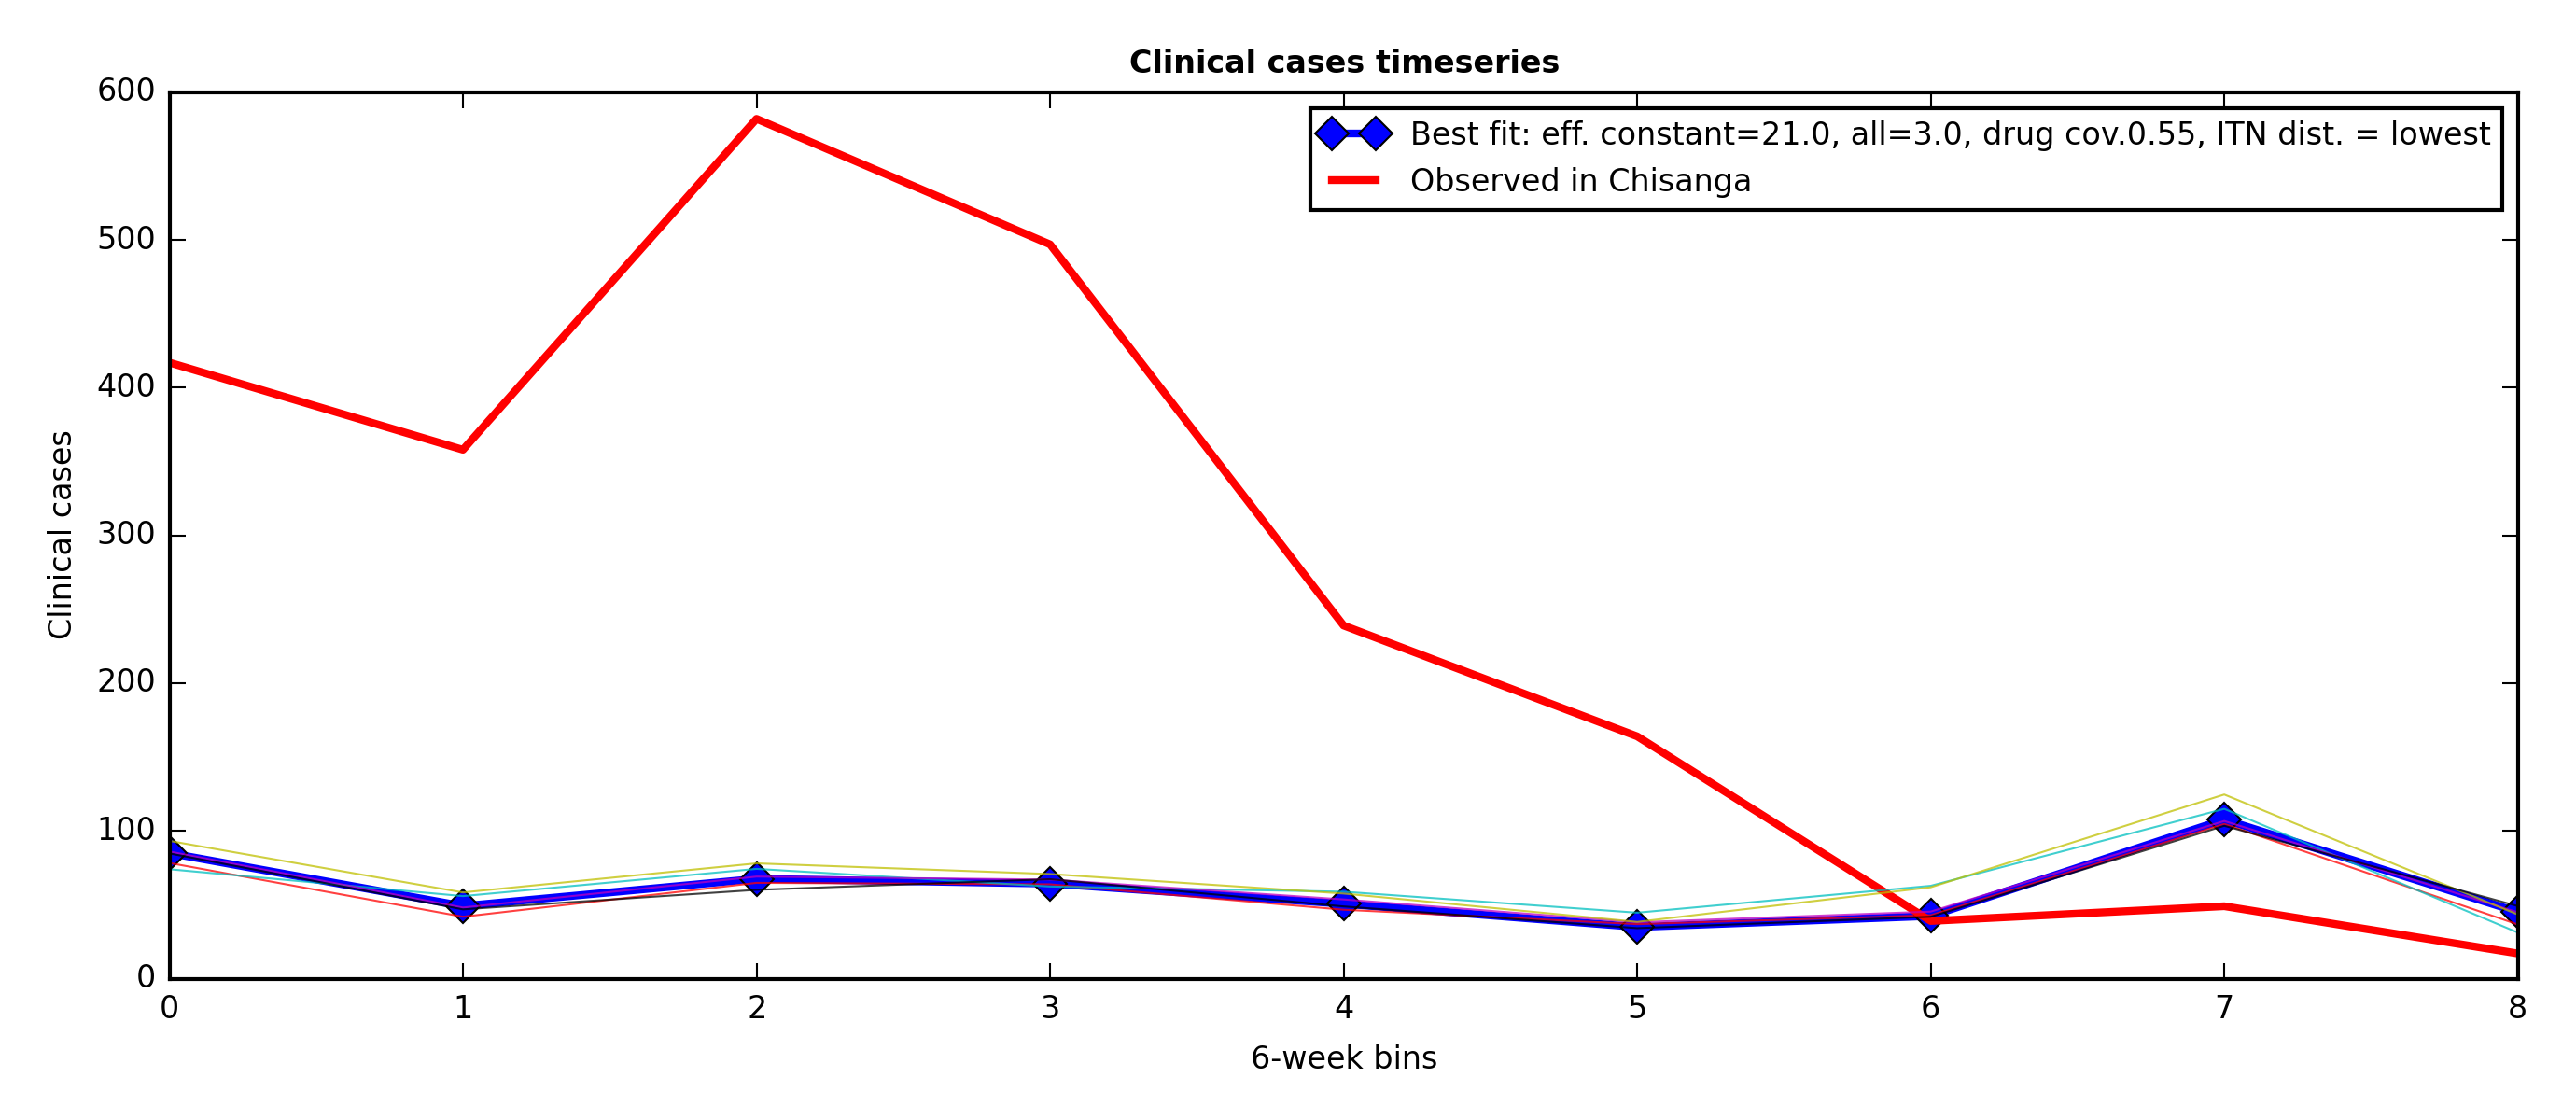 Clinical cases timeseries
600
500
400
300
200
100
0
Clinical cases
Best fit: eff. constant=21.0, all=3.0, drug cov.0.55, ITN dist. = lowest
Observed in Chisanga
0 1 2 3 4 5 6 7 8
6-week bins